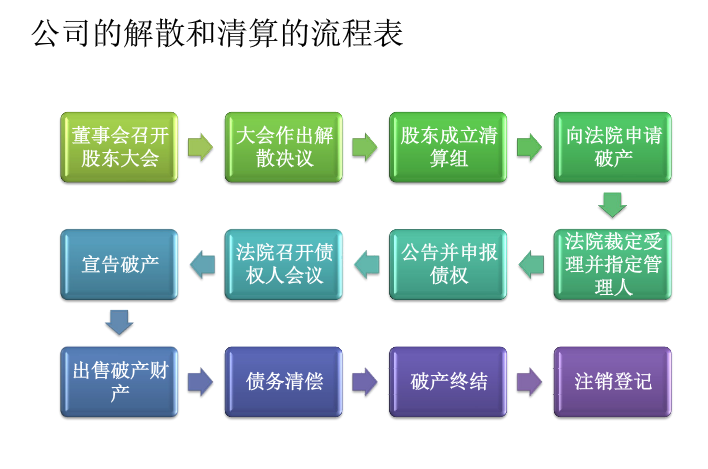 公司的解散和清算的流程表
董事会召开
股东大会
大会作出解
散决议
股东成立清
算组
向法院申请
破产
法院裁定受
理并指定管
理人
公告并申报
债权
法院召开债
权人会议
宣告破产
出售破产财
产
债务清偿
破产终结
注销登记